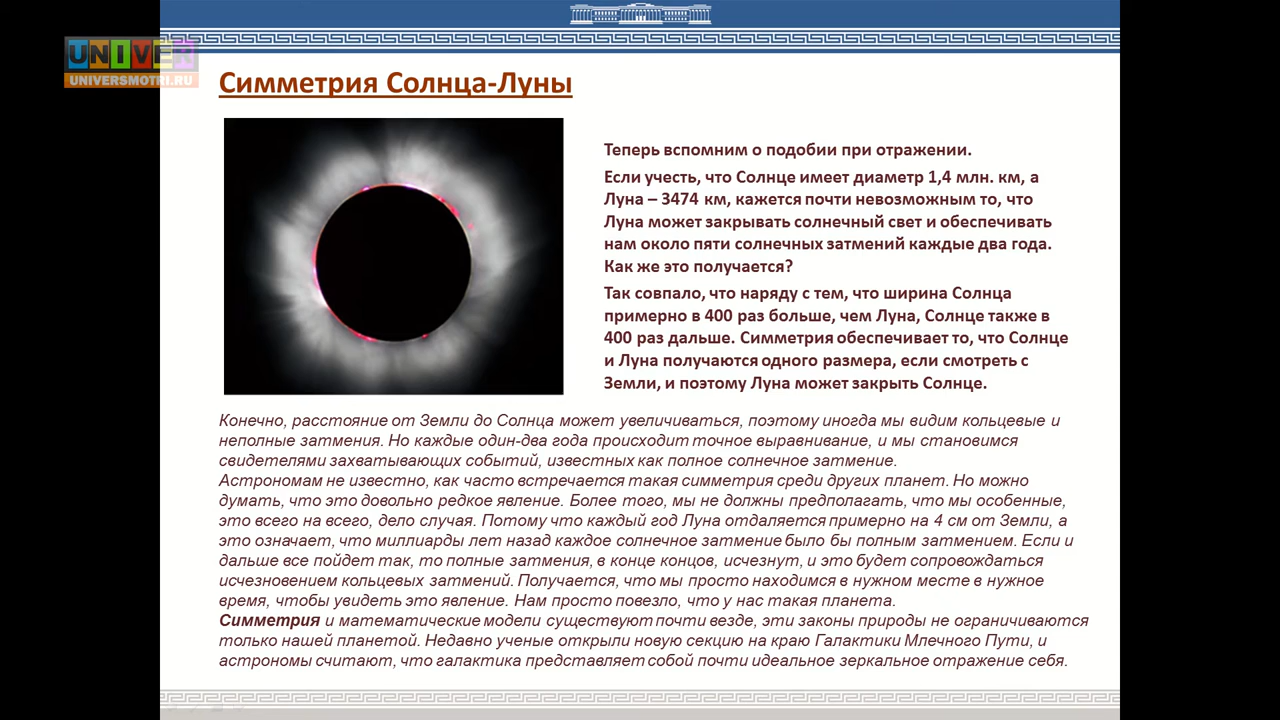 UNIVER
UNIVERSMOTRI.RU
Симметрия Солнца-Луны
Теперь вспомним о подобии при отражении.
Если учесть, что Солнце имеет диаметр 1,4 млн. км, а
Луна – 3474 км, кажется почти невозможным то, что
Луна может закрывать солнечный свет и обеспечивать
нам около пяти солнечных затмений каждые два года.
Как же это получается?
Так совпало, что наряду с тем, что ширина Солнца
примерно в 400 раз больше, чем Луна, Солнце также в
400 раз дальше. Симметрия обеспечивает то, что Солнце
и Луна получаются одного размера, если смотреть с
Земли, и поэтому Луна может закрыть Солнце.
Конечно, расстояние от Земли до Солнца может увеличиваться, поэтому иногда мы видим кольцевые и
неполные затмения. Но каждые один-два года происходит точное выравнивание, и мы становимся
свидетелями захватывающих событий, известных как полное солнечное затмение.
Астрономам не известно, как часто встречается такая симметрия среди других планет. Но можно
думать, что это довольно редкое явление. Более того, мы не должны предполагать, что мы особенные,
это всего на всего, дело случая. Потому что каждый год Луна отдаляется примерно на 4 см от Земли, а
это означает, что миллиарды лет назад каждое солнечное затмение было бы полным затмением. Если и
дальше все пойдет так, то полные затмения, в конце концов, исчезнут, и это будет сопровождаться
исчезновением кольцевых затмений. Получается, что мы просто находимся в нужном месте в нужное
время, чтобы увидеть это явление. Нам просто повезло, что у нас такая планета.
Симметрия и математические модели существуют почти везде, эти законы природы не ограничиваются
только нашей планетой. Недавно ученые открыли новую секцию на краю Галактики Млечного Пути, и
астрономы считают, что галактика представляет собой почти идеальное зеркальное отражение себя.